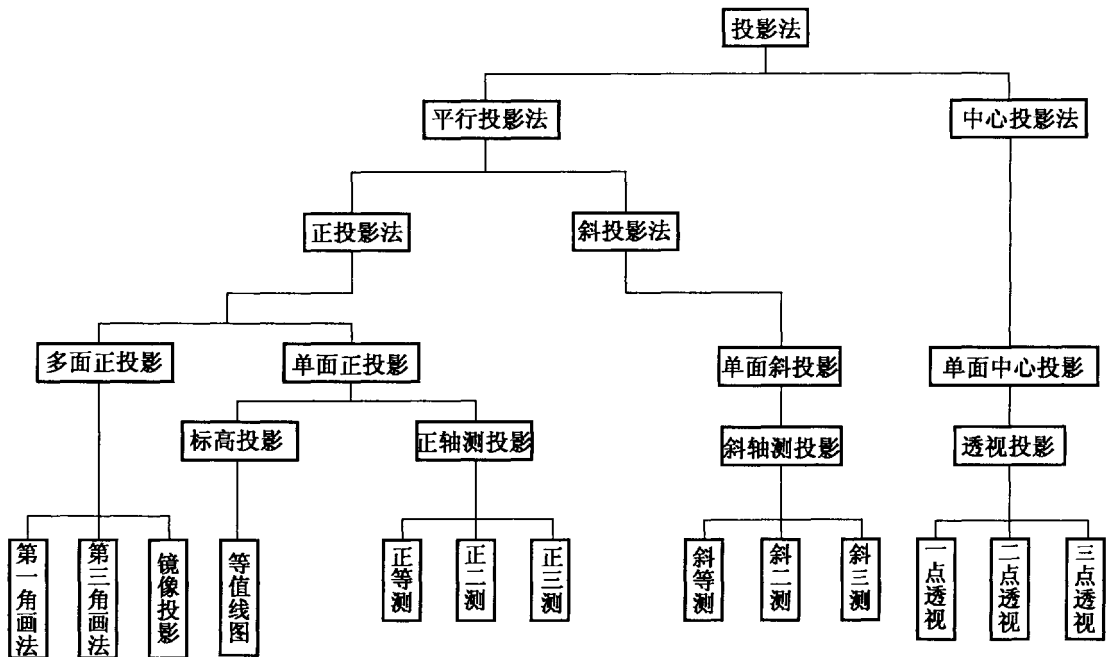 投影法
平行投影法
中心投影法
正投影法
斜投影法
多面正投影
单面正投影
单面斜投影
单面中心投影
标高投影
正轴测投影
斜轴测投影
透视投影
第一角画法
第三角画法
镜像投影
等值线图
正等测
正二测
正三测
斜等测
斜二测
斜三测
一点透视
二点透视
三点透视